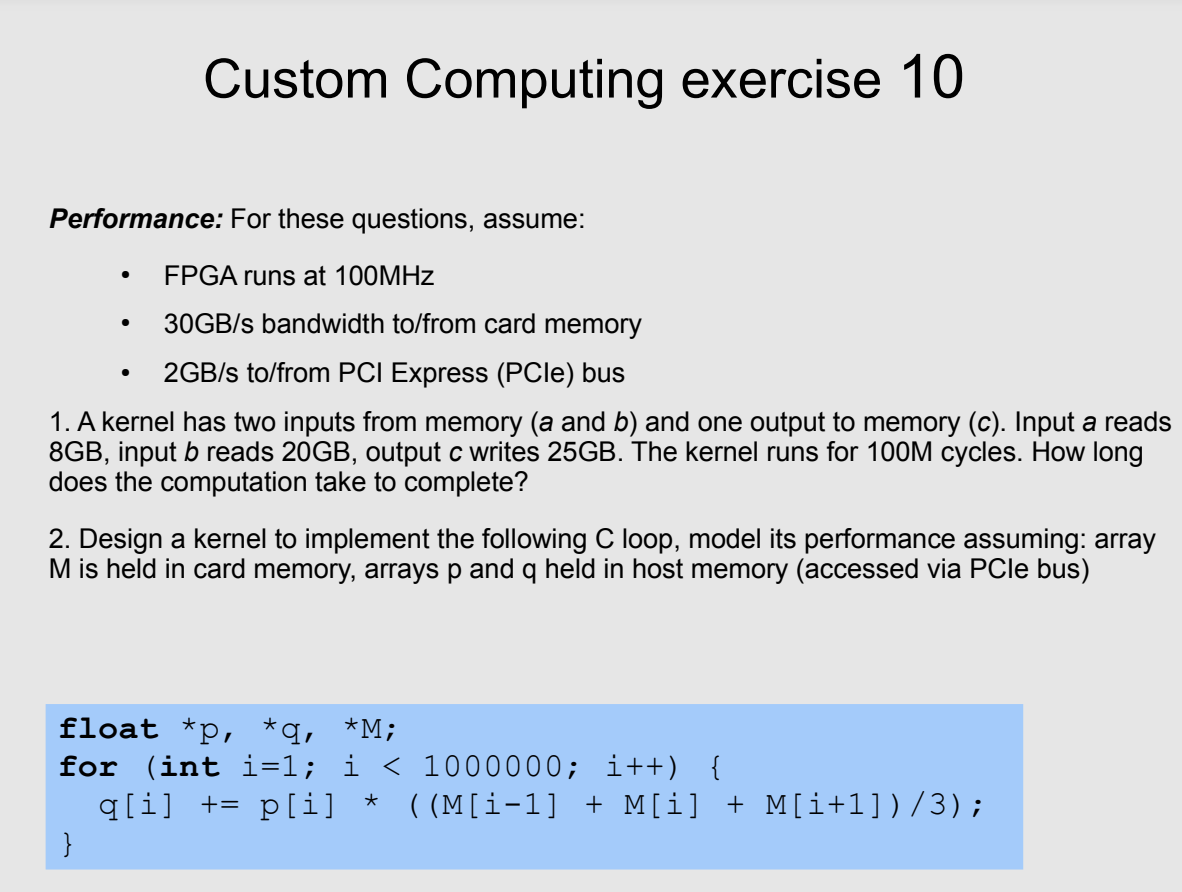 Custom Computing exercise 10
Performance: For these questions, assume:
• FPGA runs at 100MHz
• 30GB/s bandwidth to/from card memory
• 2GB/s to/from PCI Express (PCIe) bus
1. A kernel has two inputs from memory (a and b) and one output to memory (c). Input a reads
8GB, input b reads 20GB, output c writes 25GB. The kernel runs for 100M cycles. How long
does the computation take to complete?
2. Design a kernel to implement the following C loop, model its performance assuming: array
M is held in card memory, arrays p and q held in host memory (accessed via PCIe bus)
float *p, *q, *M;
for (int i=1; i < 1000000; i++) {
  q[i] += p[i] * ((M[i-1] + M[i] + M[i+1])/3);
}